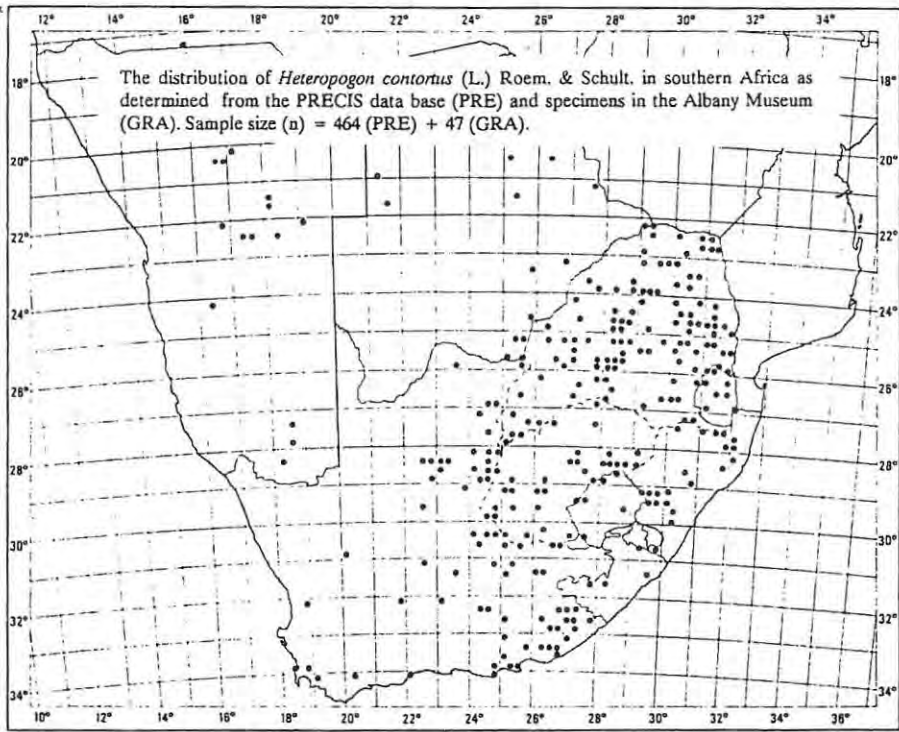 12° 14° 16° 18° 20° 22° 24° 26° 28° 30° 32° 34°
The distribution of Heteropogon contortus (L.) Roem. & Schult. in southern Africa as
determined from the PRECIS data base (PRE) and specimens in the Albany Museum
(GRA). Sample size (n) = 464 (PRE) + 47 (GRA).
18° 18°
20° 20°
22° 22°
24° 24°
26° 26°
28° 28°
30° 30°
32° 32°
34° 34°
10° 12° 14° 16° 18° 20° 22° 24° 26° 28° 30° 32° 34° 36°